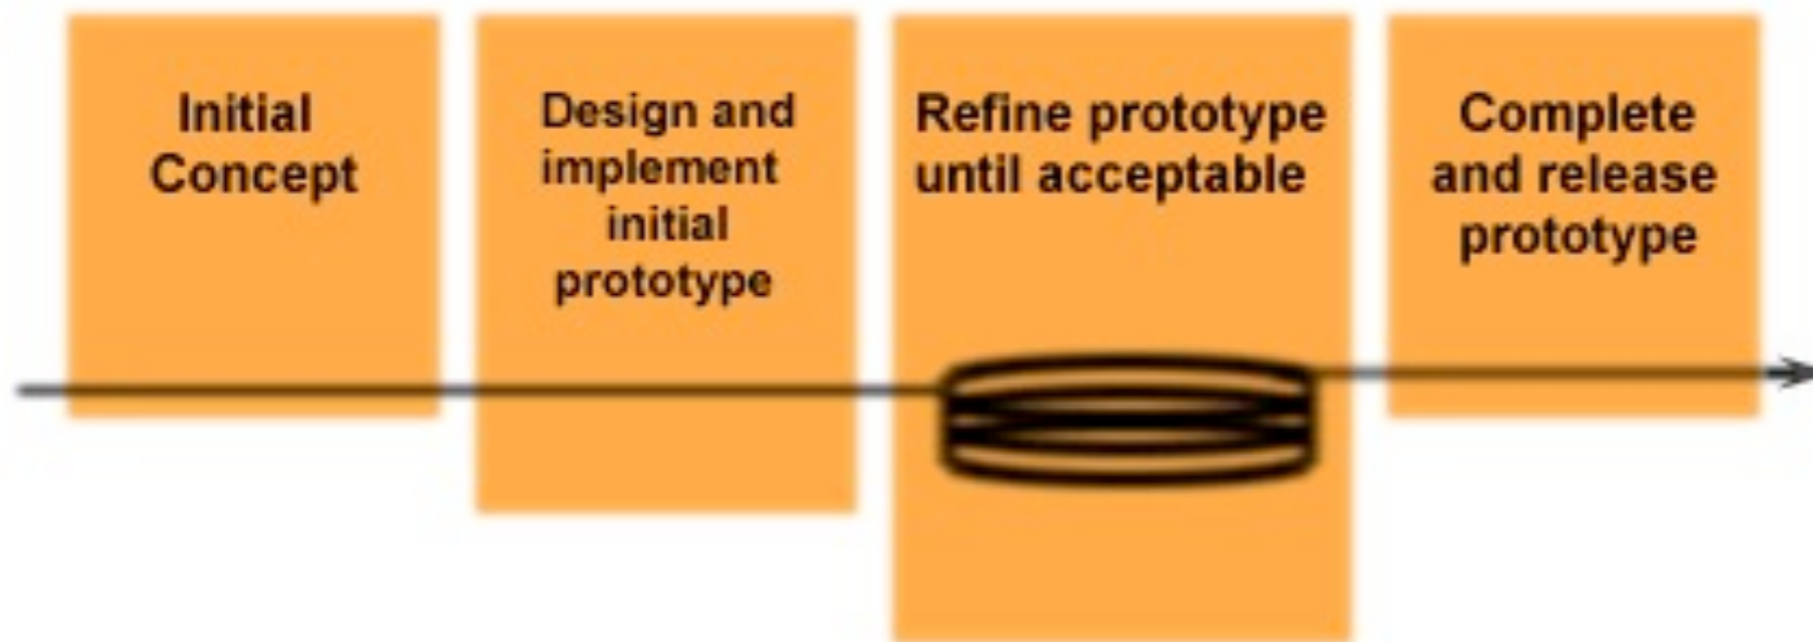 Initial
Concept
Design and
implement
initial
prototype
Refine prototype
until acceptable
Complete
and release
prototype